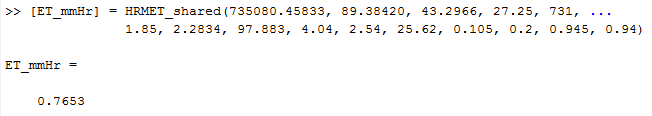 >> [ET_mmHr] = HRMET_shared(735080.45833, 89.38420, 43.2966, 27.25, 731, ...
1.85, 2.2834, 97.883, 4.04, 2.54, 25.62, 0.105, 0.2, 0.945, 0.94)
ET_mmHr =
0.7653